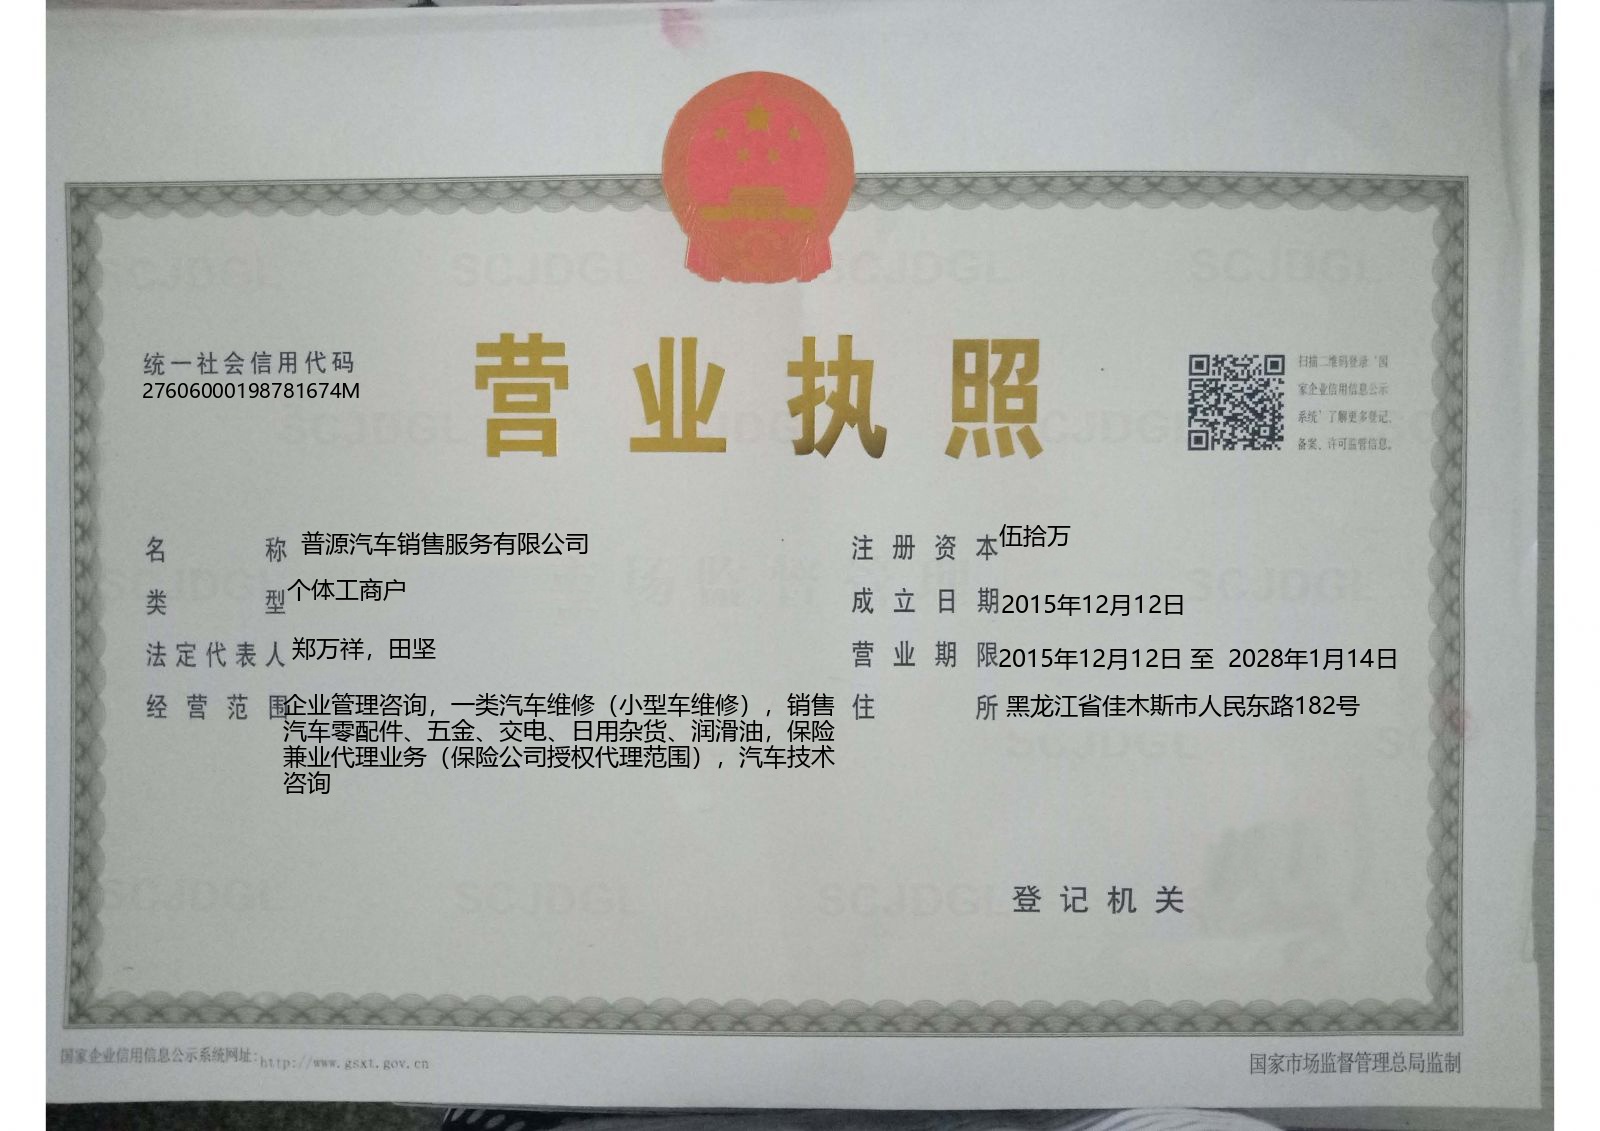 统一社会信用代码
27606000198781674M
营业执照
扫描二维码登录‘国
家企业信用信息公示
系统’了解更多登记、
备案、许可监管信息。
名称 普源汽车销售服务有限公司
类型 个体工商户
法定代表人 郑万祥，田坚
经营范围 企业管理咨询，一类汽车维修（小型车维修），销售
汽车零配件、五金、交电、日用杂货、润滑油，保险
兼业代理业务（保险公司授权代理范围），汽车技术
咨询
注册资本 伍拾万
成立日期 2015年12月12日
营业期限 2015年12月12日 至 2028年1月14日
住所 黑龙江省佳木斯市人民东路182号
登记机关
国家企业信用信息公示系统网址:http://www.gsxt.gov.cn
国家市场监督管理总局监制
SCJDGL